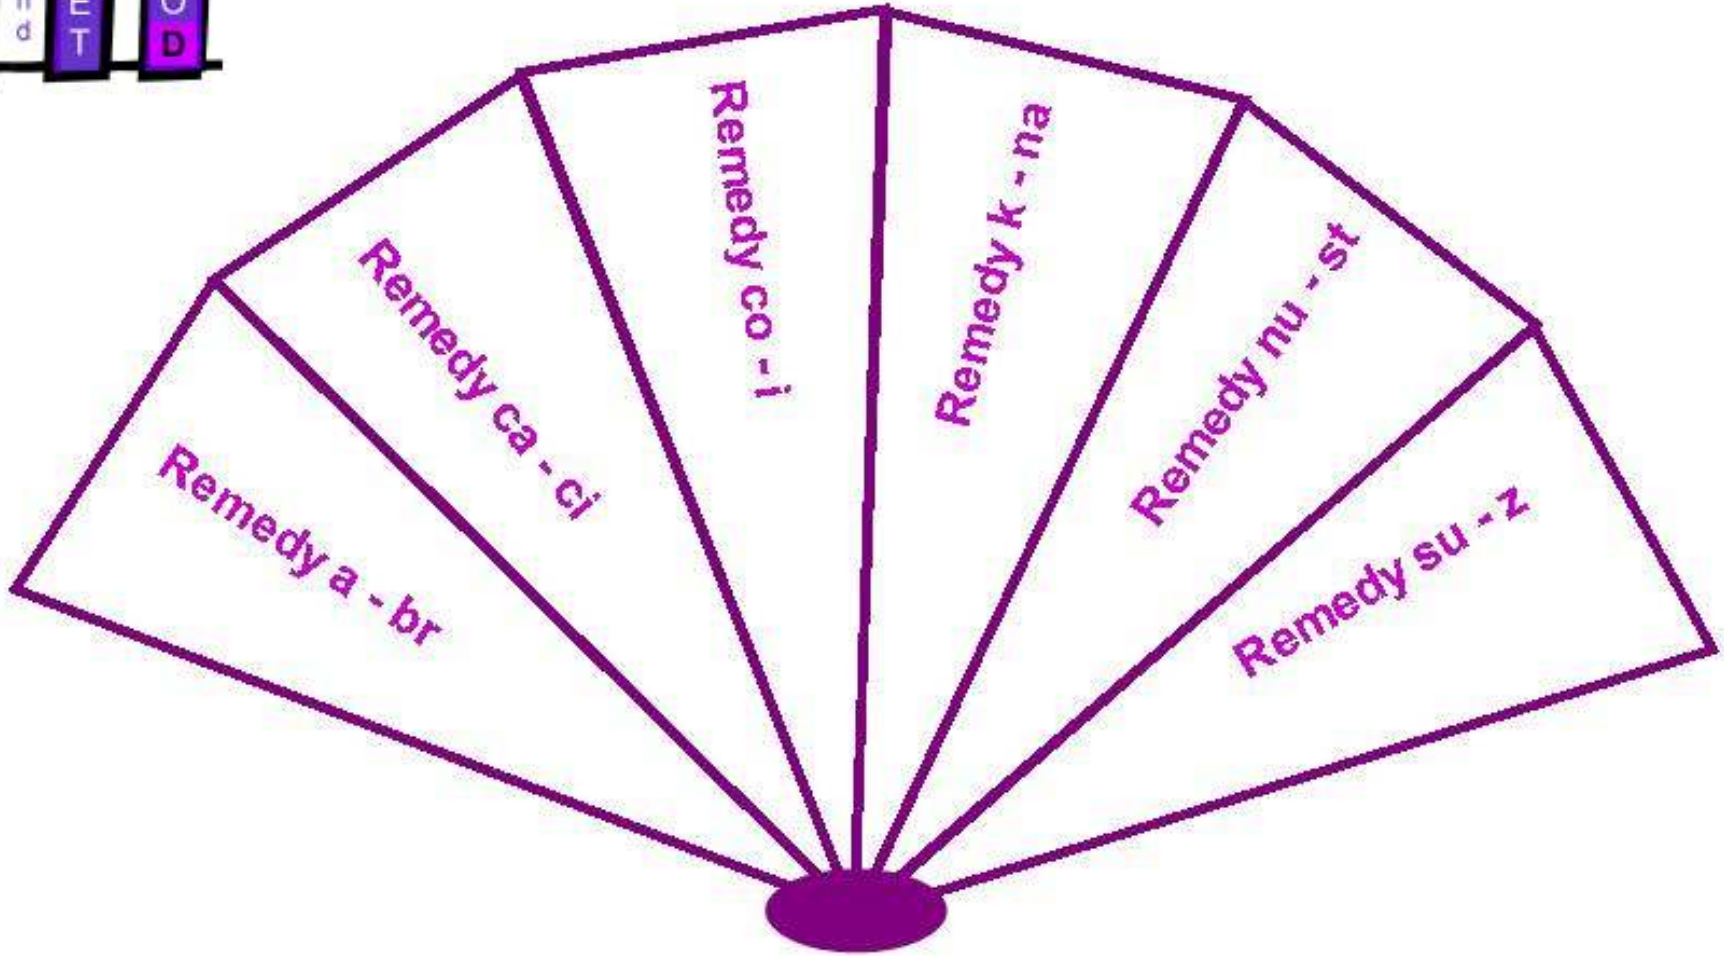 n
d
E
T
O
D
Remedy a - br
Remedy ca - ci
Remedy co - i
Remedy k - na
Remedy nu - st
Remedy su - z